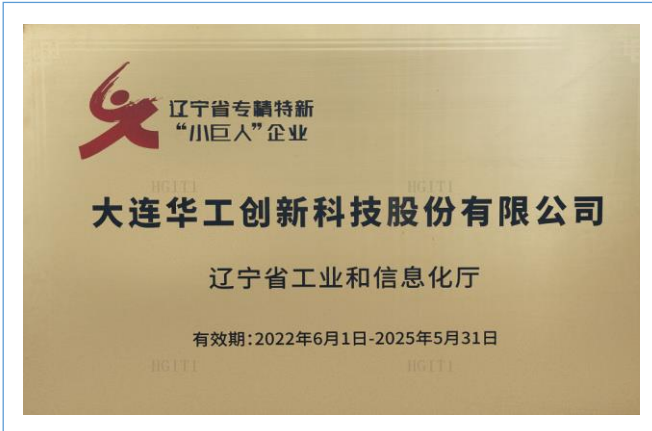 辽宁省专精特新
“小巨人”企业
HGITI HGITI
大连华工创新科技股份有限公司
辽宁省工业和信息化厅
有效期:2022年6月1日-2025年5月31日
HGITI HGITI